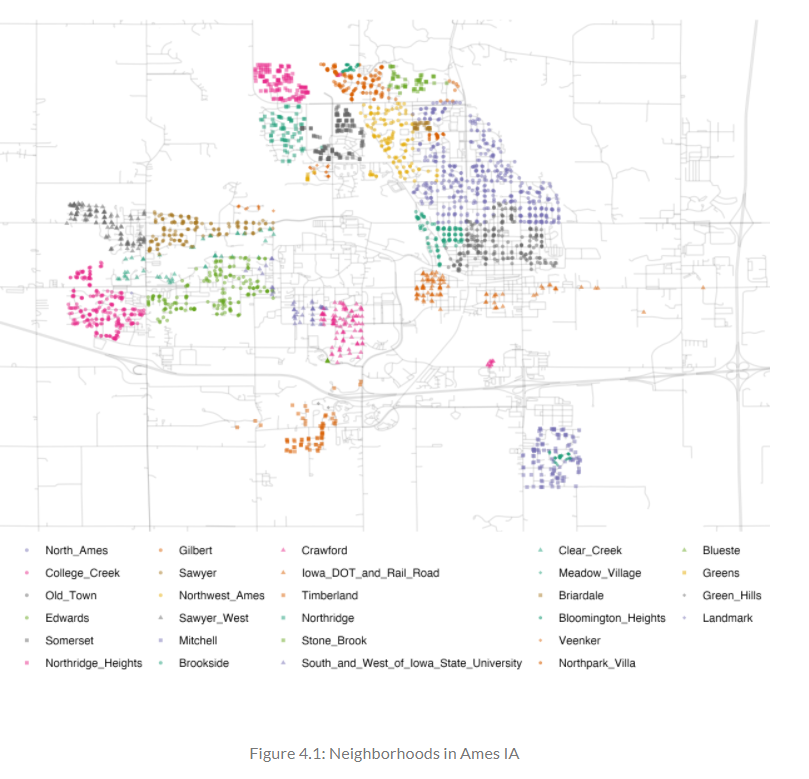 North_Ames
College_Creek
Old_Town
Edwards
Somerset
Northridge_Heights
Gilbert
Sawyer
Northwest_Ames
Sawyer_West
Mitchell
Brookside
Crawford
Iowa_DOT_and_Rail_Road
Timberland
Northridge
Stone_Brook
South_and_West_of_Iowa_State_University
Clear_Creek
Meadow_Village
Briardale
Bloomington_Heights
Veenker
Northpark_Villa
Blueste
Greens
Green_Hills
Landmark
Figure 4.1: Neighborhoods in Ames IA